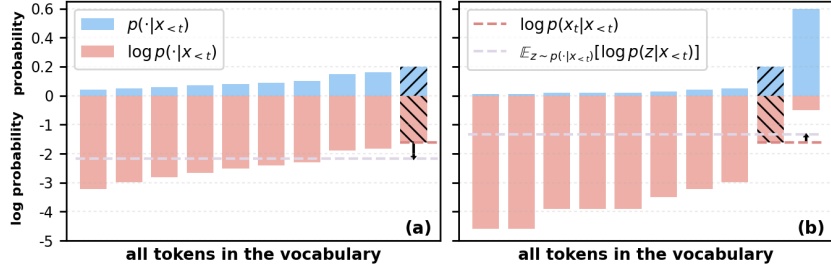 probability
log probability
0.6
0.4
0.2
0
-1
-2
-3
-4
-5
p(·|x<t)
log p(·|x<t)
(a)
all tokens in the vocabulary
log p(xt|x<t)
𝔼z∼p(·|x<t)[log p(z|x<t)]
(b)
all tokens in the vocabulary